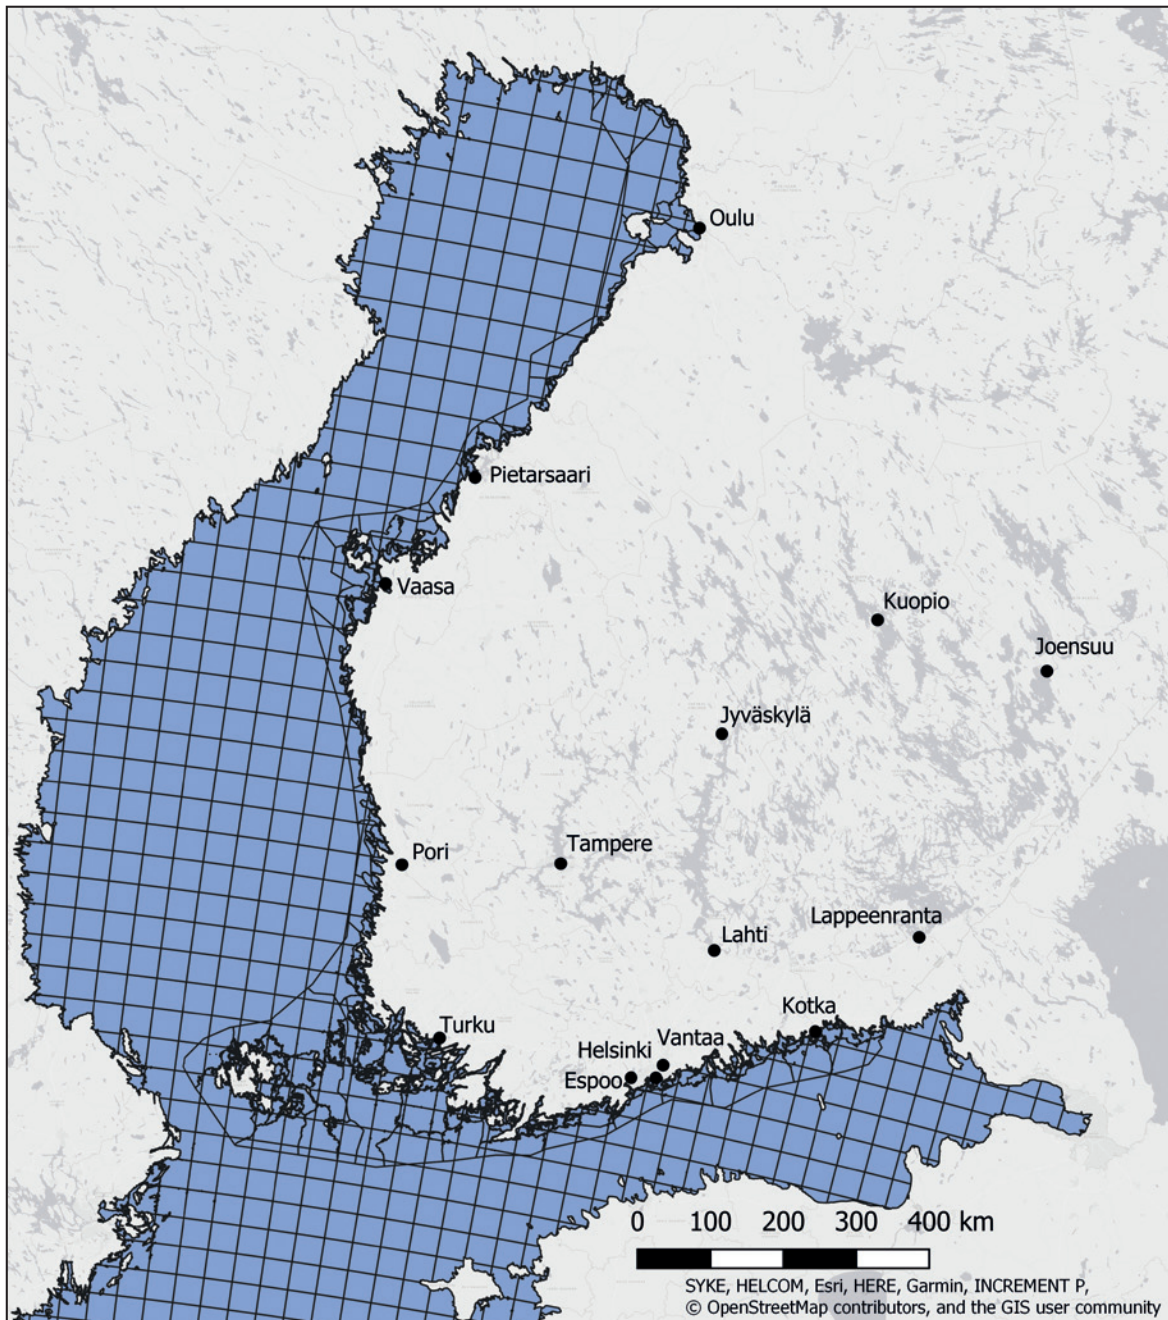 Oulu
Pietarsaari
Vaasa
Kuopio
Joensuu
Jyväskylä
Pori
Tampere
Lappeenranta
Lahti
Kotka
Turku
Vantaa
Helsinki
Espoo
0 100 200 300 400 km
SYKE, HELCOM, Esri, HERE, Garmin, INCREMENT P,
© OpenStreetMap contributors, and the GIS user community